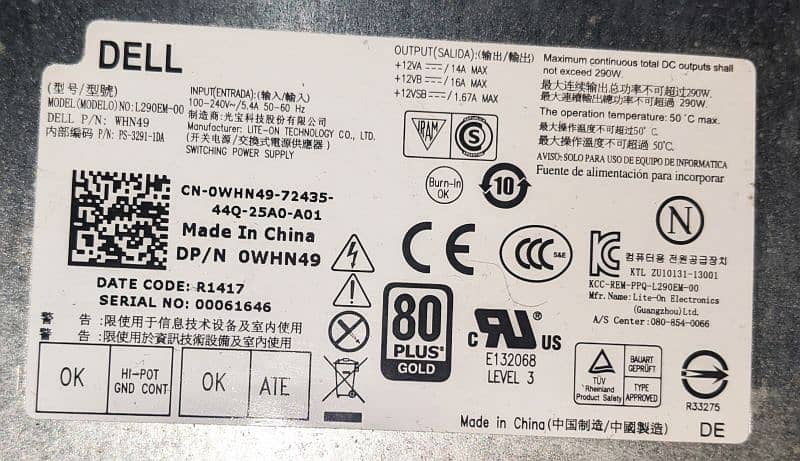 DELL
(型号/型號)
MODEL(MODELO) NO: L290EM-00
DELL P/N: WHN49
内部编码 P/N: PS-3291-1DA
INPUT(ENTRADA):(输入/輸入)
100-240V~/5.4A 50-60 Hz
制造商:光宝科技股份有限公司
Manufacturer: LITE-ON TECHNOLOGY CO., LTD.
(开关电源/交換式電源供應器)
SWITCHING POWER SUPPLY
OUTPUT(SALIDA):(输出/輸出)
+12VA /14A MAX
+12VB /16A MAX
+12VSB /1.67A MAX
IRAM
S
Maximum continuous total DC outputs shall
not exceed 290W.
最大连续输出总功率不可超过290W.
最大連續輸出總功率不可超過 290W.
The operation temperature: 50 °C max.
最大操作温度不可超过50°C.
最大操作溫度不可超過 50°C.
AVISO: SOLO PARA USO DE EQUIPO DE INFORMATICA
Fuente de alimentación para incorporar
CN-0WHN49-72435-
44Q-25A0-A01
Made In China
DP/N 0WHN49
DATE CODE: R1417
SERIAL NO: 00061646
警 告 :限使用于信息技术设备及室内使用
警 告 :限使用於資訊技術設備及室內使用
OK
HI-POT
GND CONT
OK
ATE
Burn-In
OK
10
N
CE
CCC
S&E
컴퓨터용 전원공급장치
KTL ZU10131-13001
KCC-REM-PPQ-L290EM-00
Mfr. Name: Lite-On Electronics
(Guangzhou)Ltd.
A/S Center : 080-854-0066
80
PLUS
GOLD
c RU US
E132068
LEVEL 3
TÜV
Rheinland
Product Safety
BAUART
GEPRÜFT
TYPE
APPROVED
R33275
DE
Made in China(中国制造/中國製造)